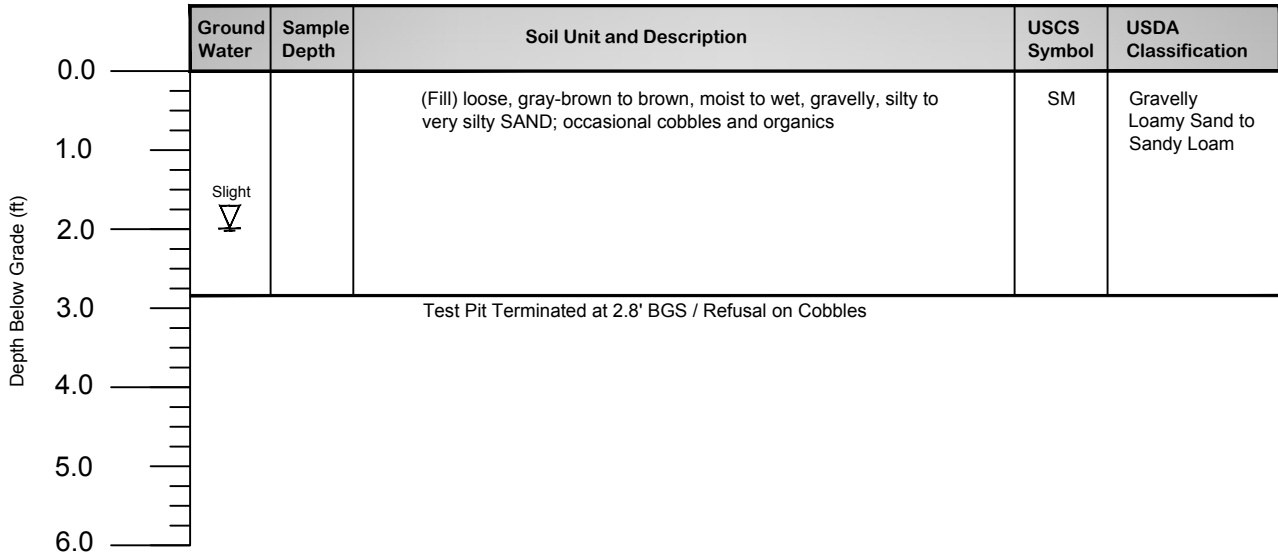 Ground Water
Sample Depth
Soil Unit and Description
USCS Symbol
USDA Classification
Depth Below Grade (ft)
0.0
1.0
2.0
3.0
4.0
5.0
6.0
Slight
(Fill) loose, gray-brown to brown, moist to wet, gravelly, silty to
very silty SAND; occasional cobbles and organics
SM
Gravelly
Loamy Sand to
Sandy Loam
Test Pit Terminated at 2.8' BGS / Refusal on Cobbles